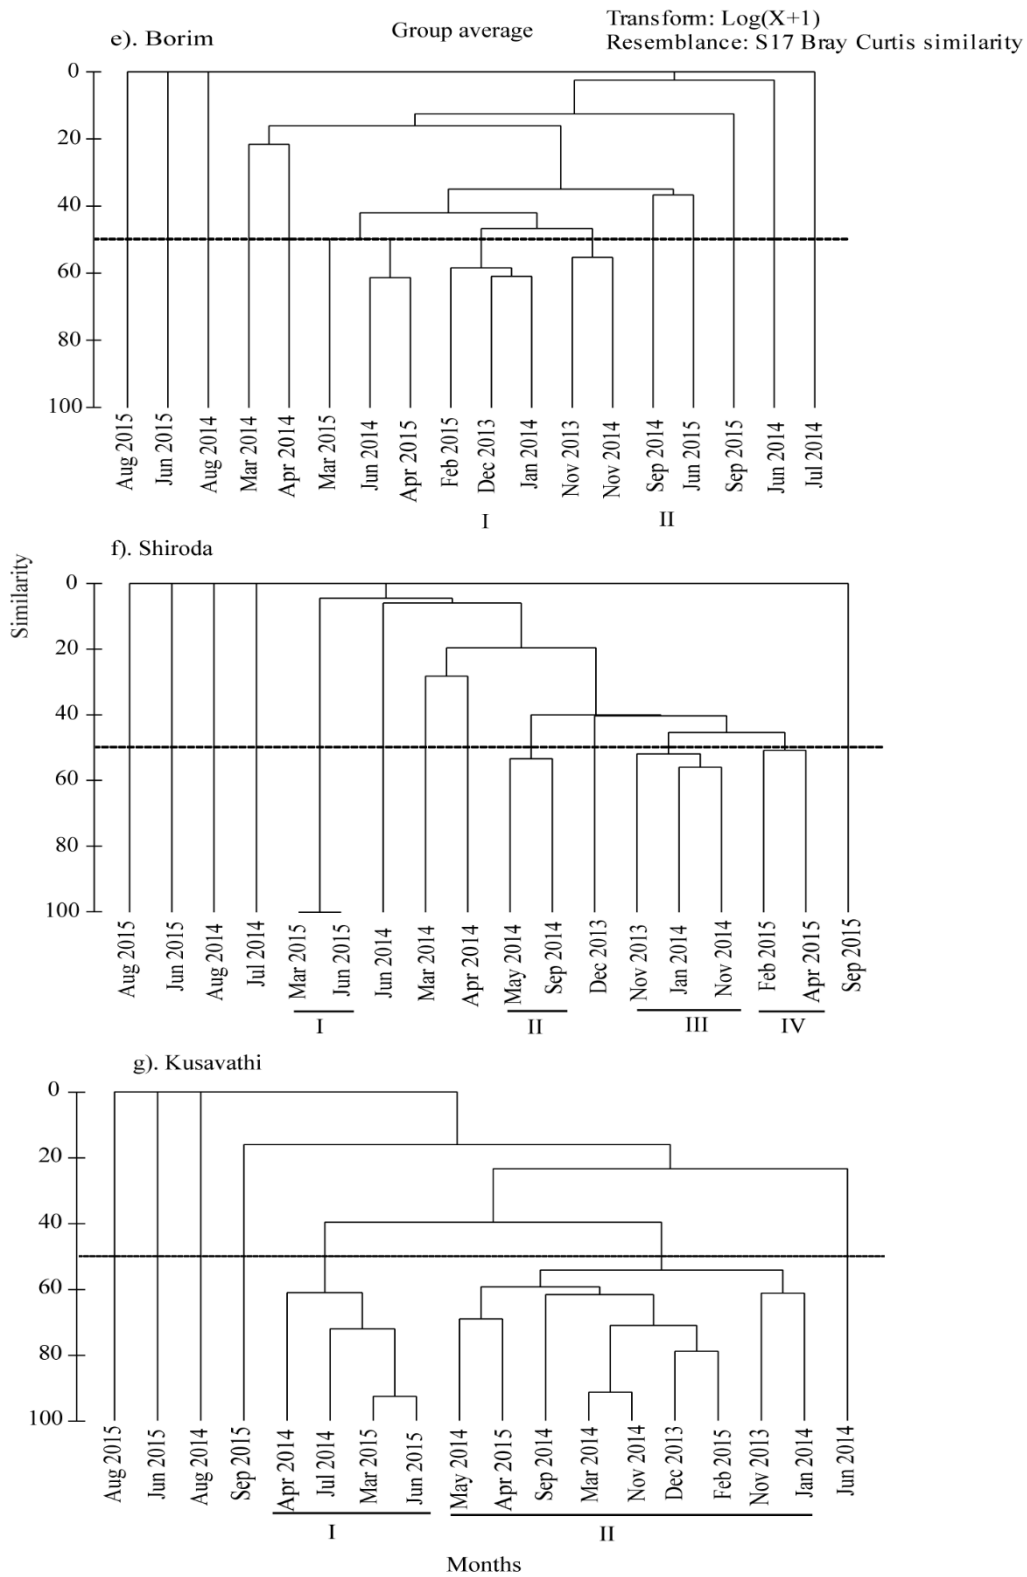 e). Borim
Group average
Transform: Log(X+1)
Resemblance: S17 Bray Curtis similarity
0
20
40
60
80
100
Aug 2015
Jun 2015
Aug 2014
Mar 2014
Apr 2014
Mar 2015
Jun 2014
Apr 2015
Feb 2015
Dec 2013
Jan 2014
Nov 2013
Nov 2014
Sep 2014
Jun 2015
Sep 2015
Jun 2014
Jul 2014
I
II
f). Shiroda
Similarity
0
20
40
60
80
100
Aug 2015
Jun 2015
Aug 2014
Jul 2014
Mar 2015
Jun 2015
Jun 2014
Mar 2014
Apr 2014
May 2014
Sep 2014
Dec 2013
Nov 2013
Jan 2014
Nov 2014
Feb 2015
Apr 2015
Sep 2015
I
II
III
IV
g). Kusavathi
0
20
40
60
80
100
Aug 2015
Jun 2015
Aug 2014
Sep 2015
Apr 2014
Jul 2014
Mar 2015
Jun 2015
May 2014
Apr 2015
Sep 2014
Mar 2014
Nov 2014
Dec 2013
Feb 2015
Nov 2013
Jan 2014
Jun 2014
I
II
Months